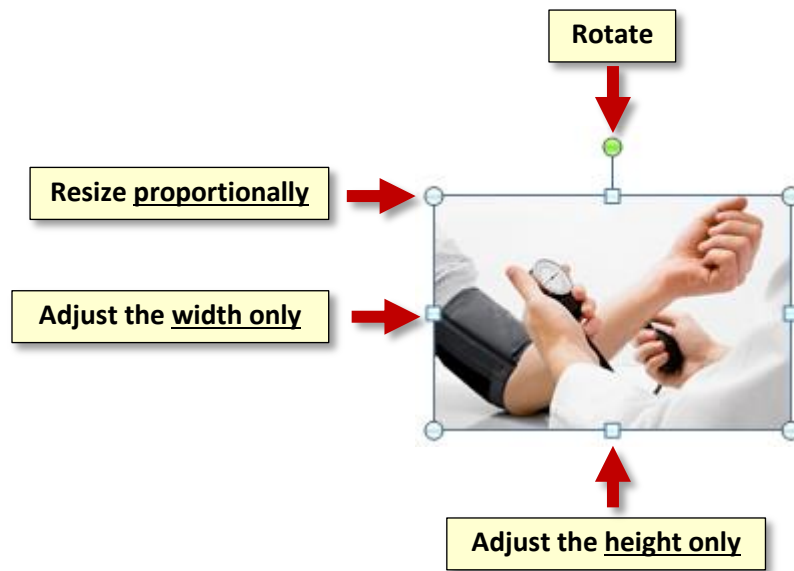 Rotate
Resize proportionally
Adjust the width only
Adjust the height only